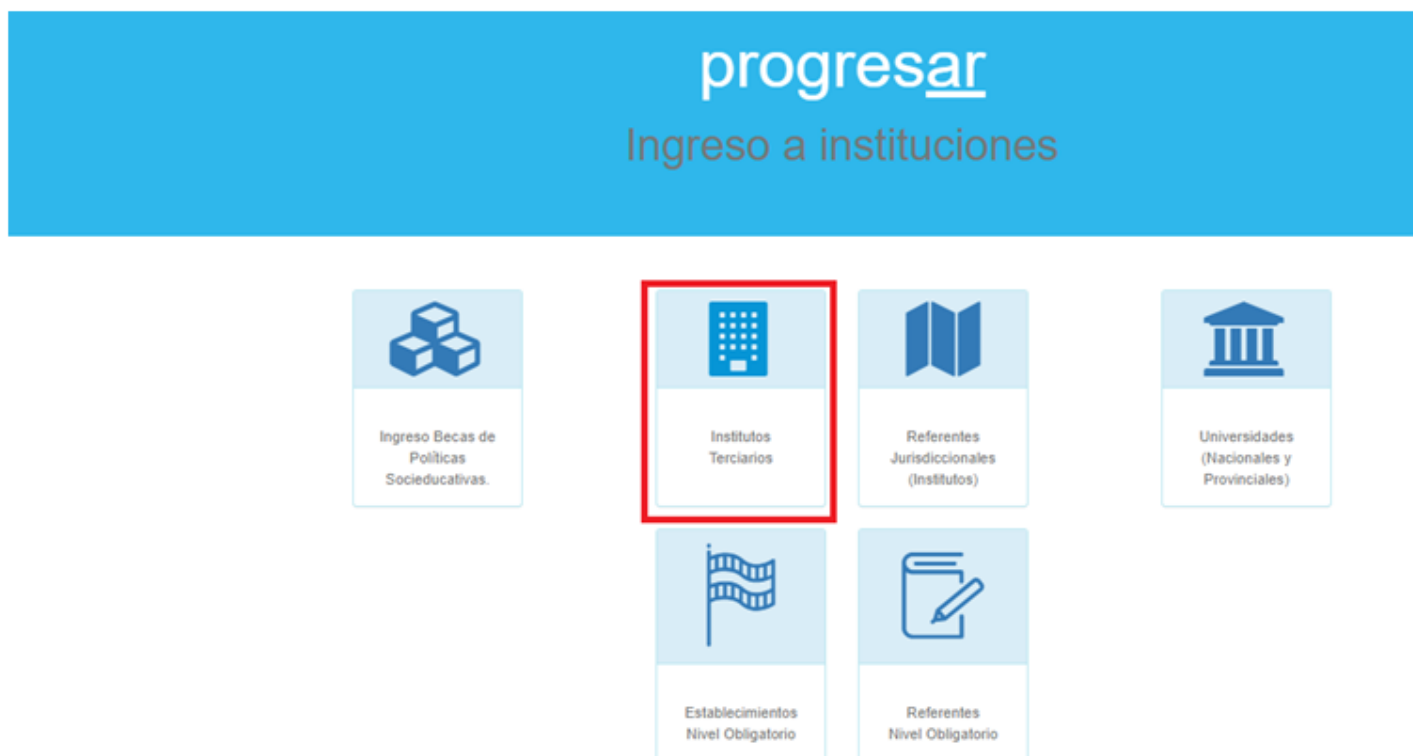 progresar
Ingreso a instituciones
Ingreso Becas de
Políticas
Socieducativas.
Institutos
Terciarios
Referentes
Jurisdiccionales
(Institutos)
Universidades
(Nacionales y
Provinciales)
Establecimientos
Nivel Obligatorio
Referentes
Nivel Obligatorio